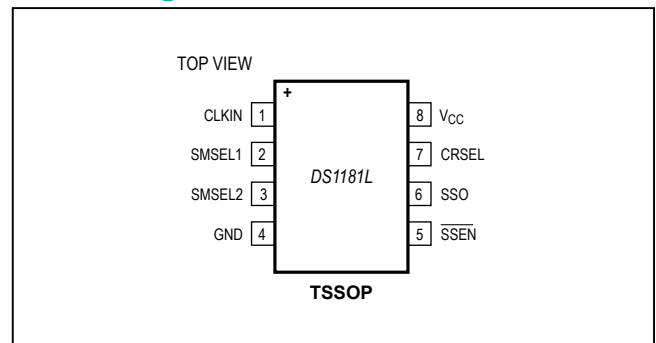 TOP VIEW
+
CLKIN 1 8 VCC
SMSEL1 2 7 CRSEL
DS1181L
SMSEL2 3 6 SSO
GND 4 5 SSEN
TSSOP